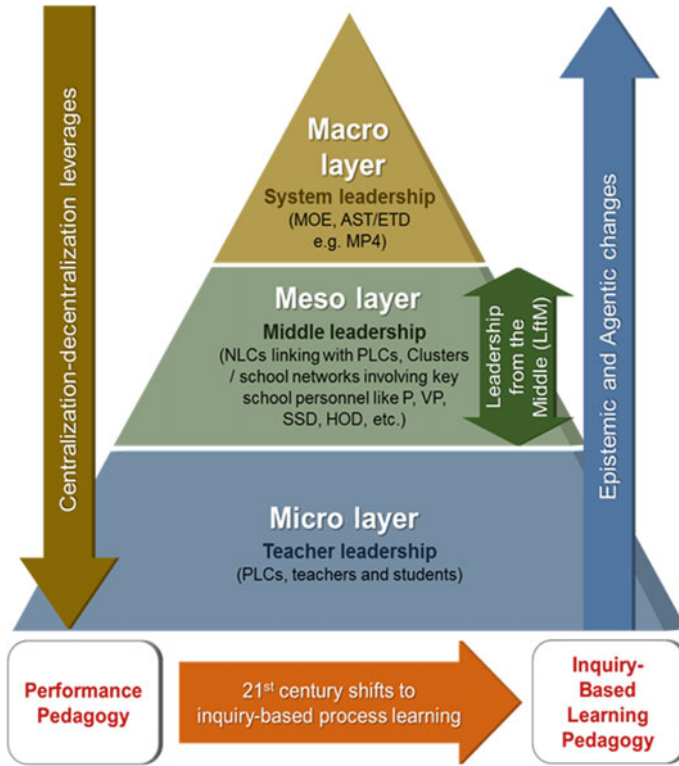 Centralization-decentralization leverages
Macro
layer
System leadership
(MOE, AST/ETD
e.g. MP4)
Meso layer
Middle leadership
(NLCs linking with PLCs, Clusters
/ school networks involving key
school personnel like P, VP,
SSD, HOD, etc.)
Leadership
from the
Middle (LftM)
Epistemic and Agentic changes
Micro layer
Teacher leadership
(PLCs, teachers and students)
Performance
Pedagogy
21st century shifts to
inquiry-based process learning
Inquiry-
Based
Learning
Pedagogy